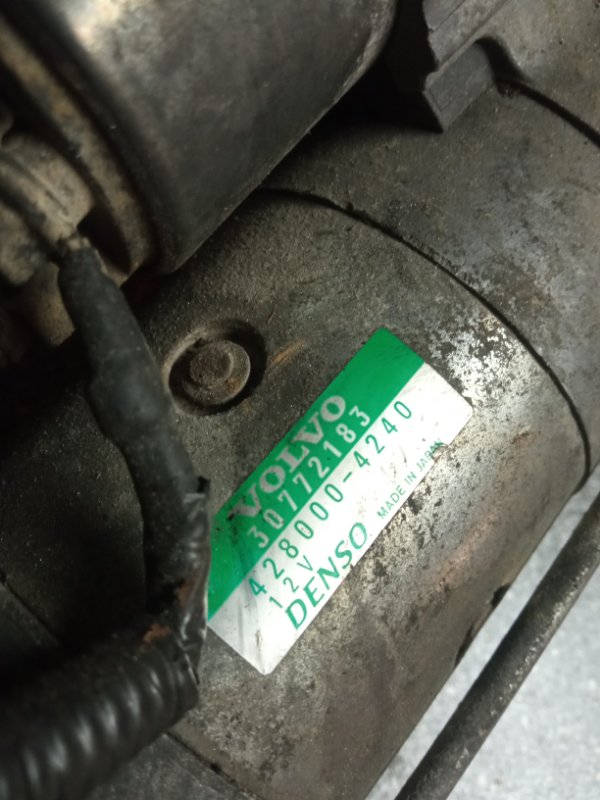 VOLVO
30772183
428000-4240
12V
DENSO MADE IN JAPAN